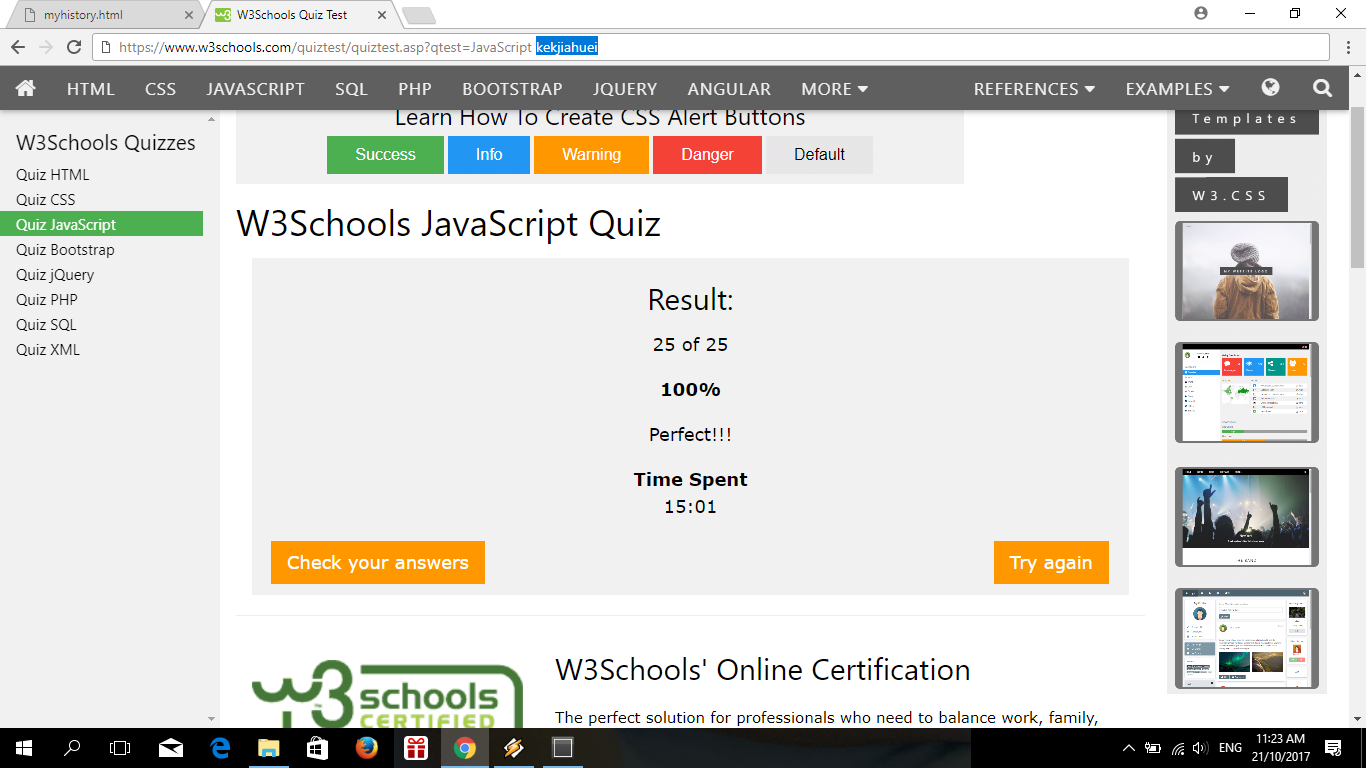 myhistory.html
W3Schools Quiz Test
https://www.w3schools.com/quiztest/quiztest.asp?qtest=JavaScript kekjiahuei
HTML CSS JAVASCRIPT SQL PHP BOOTSTRAP JQUERY ANGULAR MORE REFERENCES EXAMPLES
W3Schools Quizzes
Quiz HTML
Quiz CSS
Quiz JavaScript
Quiz Bootstrap
Quiz jQuery
Quiz PHP
Quiz SQL
Quiz XML
Learn How To Create CSS Alert Buttons
Success Info Warning Danger Default
W3Schools JavaScript Quiz
Result:
25 of 25
100%
Perfect!!!
Time Spent
15:01
Check your answers Try again
w3schools
CERTIFIED
W3Schools' Online Certification
The perfect solution for professionals who need to balance work, family,
Templates
by
W3.CSS
MY WEBSITE LOGO
THE BAND
ENG
11:23 AM
21/10/2017